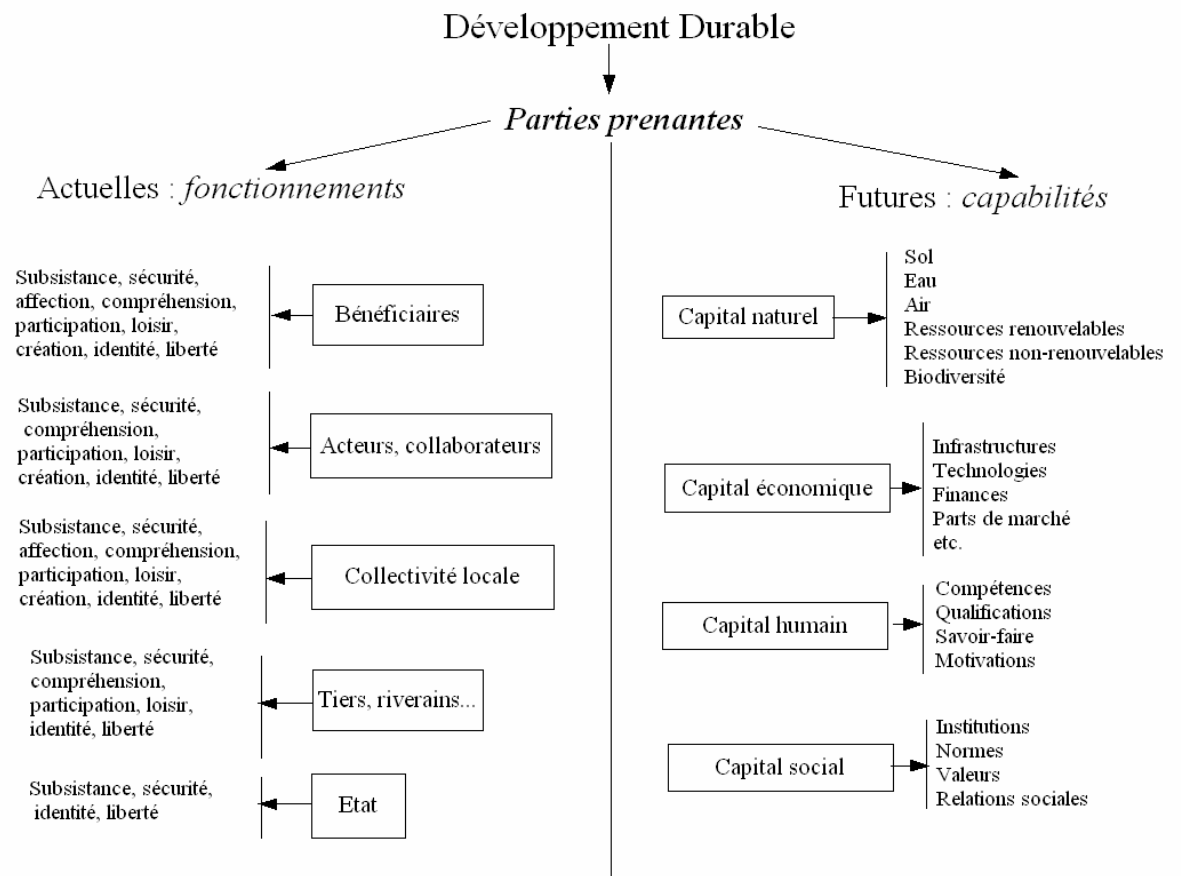 Développement Durable
Parties prenantes
Actuelles : fonctionnements
Subsistance, sécurité,
affection, compréhension,
participation, loisir,
création, identité, liberté
Bénéficiaires
Subsistance, sécurité,
compréhension,
participation, loisir,
création, identité, liberté
Acteurs, collaborateurs
Subsistance, sécurité,
affection, compréhension,
participation, loisir,
création, identité, liberté
Collectivité locale
Subsistance, sécurité,
compréhension,
participation, loisir,
identité, liberté
Tiers, riverains...
Subsistance, sécurité,
identité, liberté
Etat
Futures : capabilités
Capital naturel
Sol
Eau
Air
Ressources renouvelables
Ressources non-renouvelables
Biodiversité
Capital économique
Infrastructures
Technologies
Finances
Parts de marché
etc.
Capital humain
Compétences
Qualifications
Savoir-faire
Motivations
Capital social
Institutions
Normes
Valeurs
Relations sociales